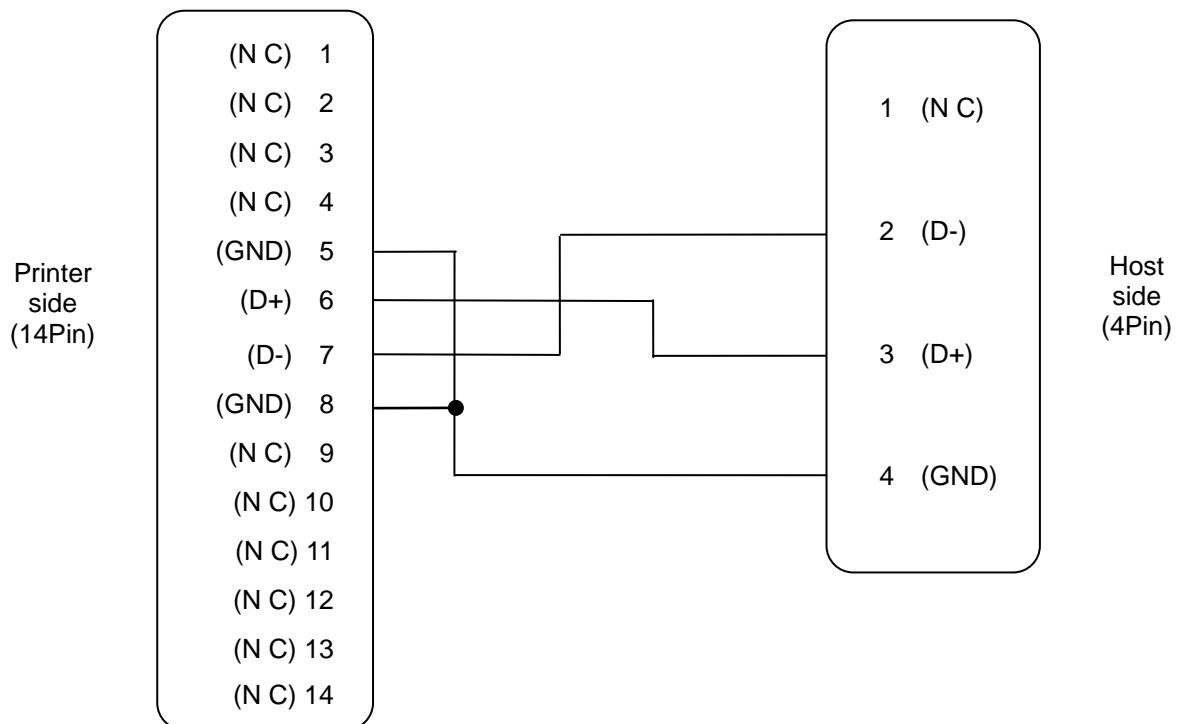 Printer
side
(14Pin)
(N C) 1
(N C) 2
(N C) 3
(N C) 4
(GND) 5
(D+) 6
(D-) 7
(GND) 8
(N C) 9
(N C) 10
(N C) 11
(N C) 12
(N C) 13
(N C) 14
1 (N C)
2 (D-)
3 (D+)
4 (GND)
Host
side
(4Pin)